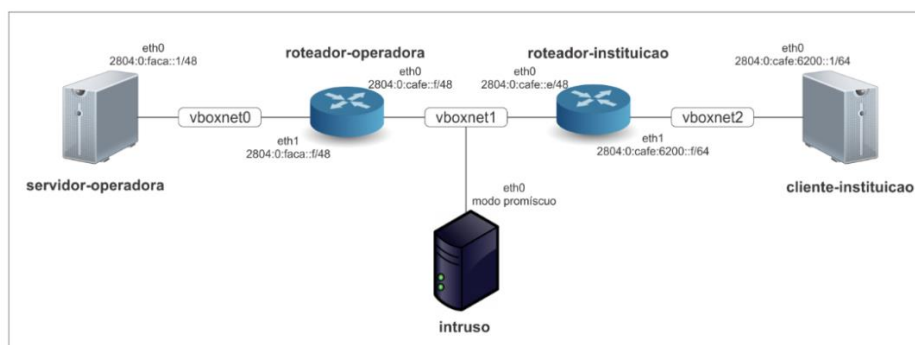 eth0
2804:0:faca::1/48
servidor-operadora
vboxnet0
roteador-operadora
eth0
2804:0:cafe::f/48
eth1
2804:0:faca::f/48
vboxnet1
roteador-instituicao
eth0
2804:0:cafe::e/48
eth1
2804:0:cafe:6200::f/64
vboxnet2
eth0
2804:0:cafe:6200::1/64
cliente-instituicao
eth0
modo promíscuo
intruso